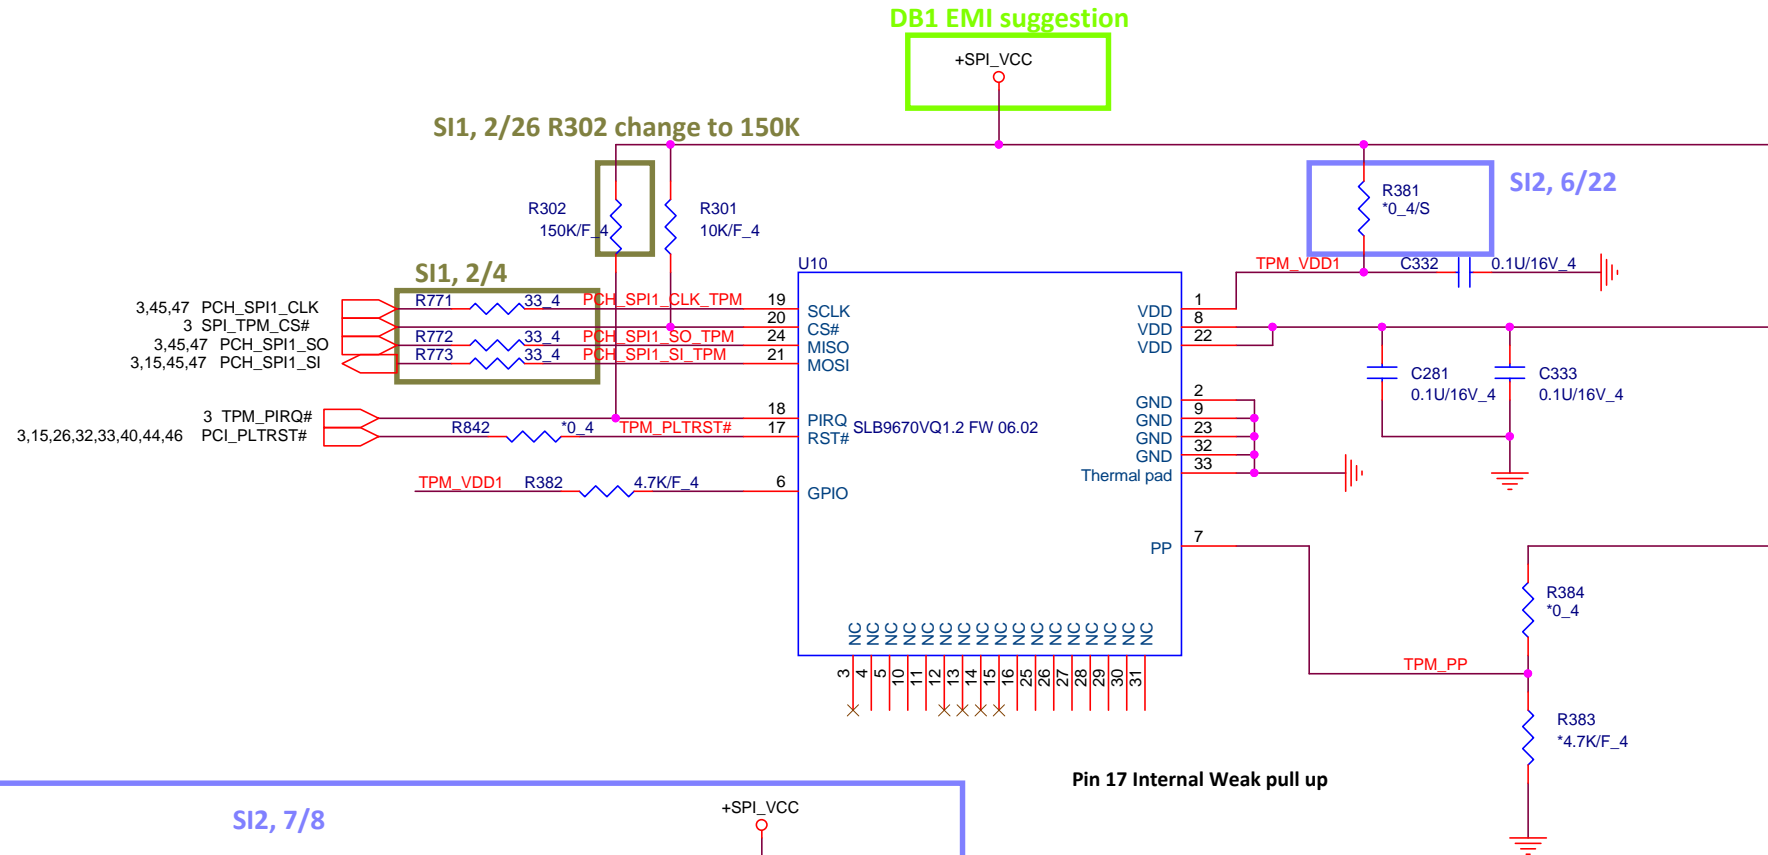 DB1 EMI suggestion
+SPI_VCC
SI1, 2/26 R302 change to 150K
R302
150K/F_4
R301
10K/F_4
R381
*0_4/S
SI2, 6/22
SI1, 2/4
U10
TPM_VDD1
C332
0.1U/16V_4
3,45,47 PCH_SPI1_CLK
R771
33_4
PCH_SPI1_CLK_TPM
19
SCLK
3 SPI_TPM_CS#
20
CS#
3,45,47 PCH_SPI1_SO
R772
33_4
PCH_SPI1_SO_TPM
24
MISO
3,15,45,47 PCH_SPI1_SI
R773
33_4
PCH_SPI1_SI_TPM
21
MOSI
VDD
1
VDD
8
VDD
22
C281
0.1U/16V_4
C333
0.1U/16V_4
3 TPM_PIRQ#
18
PIRQ
3,15,26,32,33,40,44,46 PCI_PLTRST#
R842
*0_4
TPM_PLTRST#
17
RST#
SLB9670VQ1.2 FW 06.02
GND
2
GND
9
GND
23
GND
32
Thermal pad
33
TPM_VDD1
R382
4.7K/F_4
6
GPIO
PP
7
R384
*0_4
TPM_PP
R383
*4.7K/F_4
NC NC NC NC NC NC NC NC NC NC NC NC NC NC NC NC NC
3 4 5 10 11 12 13 14 15 16 25 26 27 28 29 30 31
Pin 17 Internal Weak pull up
SI2, 7/8
+SPI_VCC